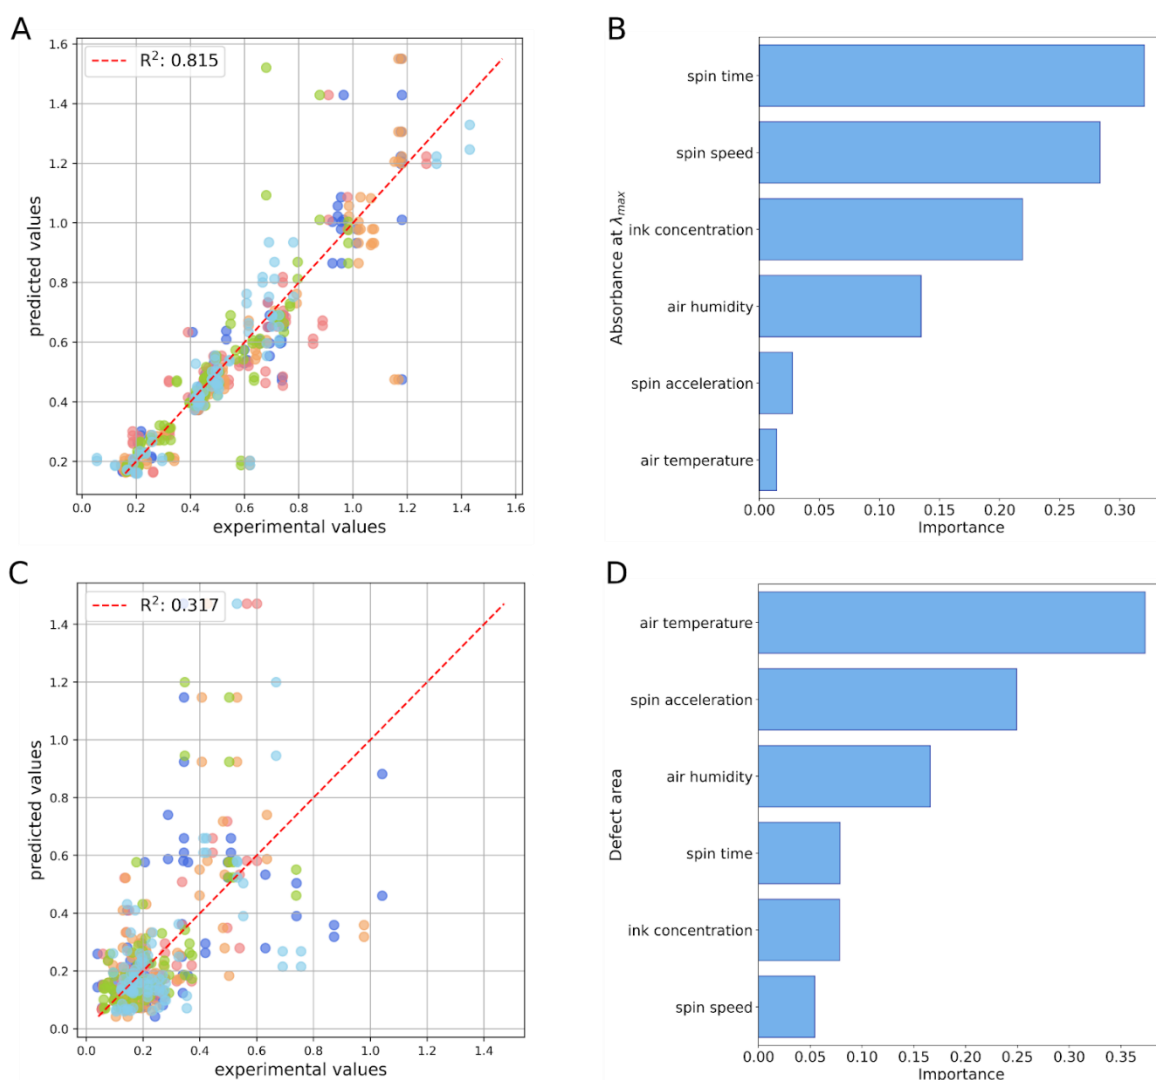 A
R²: 0.815
1.6
1.4
1.2
1.0
0.8
0.6
0.4
0.2
predicted values
0.0 0.2 0.4 0.6 0.8 1.0 1.2 1.4 1.6
experimental values
B
Absorbance at λmax
spin time
spin speed
ink concentration
air humidity
spin acceleration
air temperature
0.00 0.05 0.10 0.15 0.20 0.25 0.30
Importance
C
R²: 0.317
1.4
1.2
1.0
0.8
0.6
0.4
0.2
0.0
predicted values
0.0 0.2 0.4 0.6 0.8 1.0 1.2 1.4
experimental values
D
Defect area
air temperature
spin acceleration
air humidity
spin time
ink concentration
spin speed
0.00 0.05 0.10 0.15 0.20 0.25 0.30 0.35
Importance